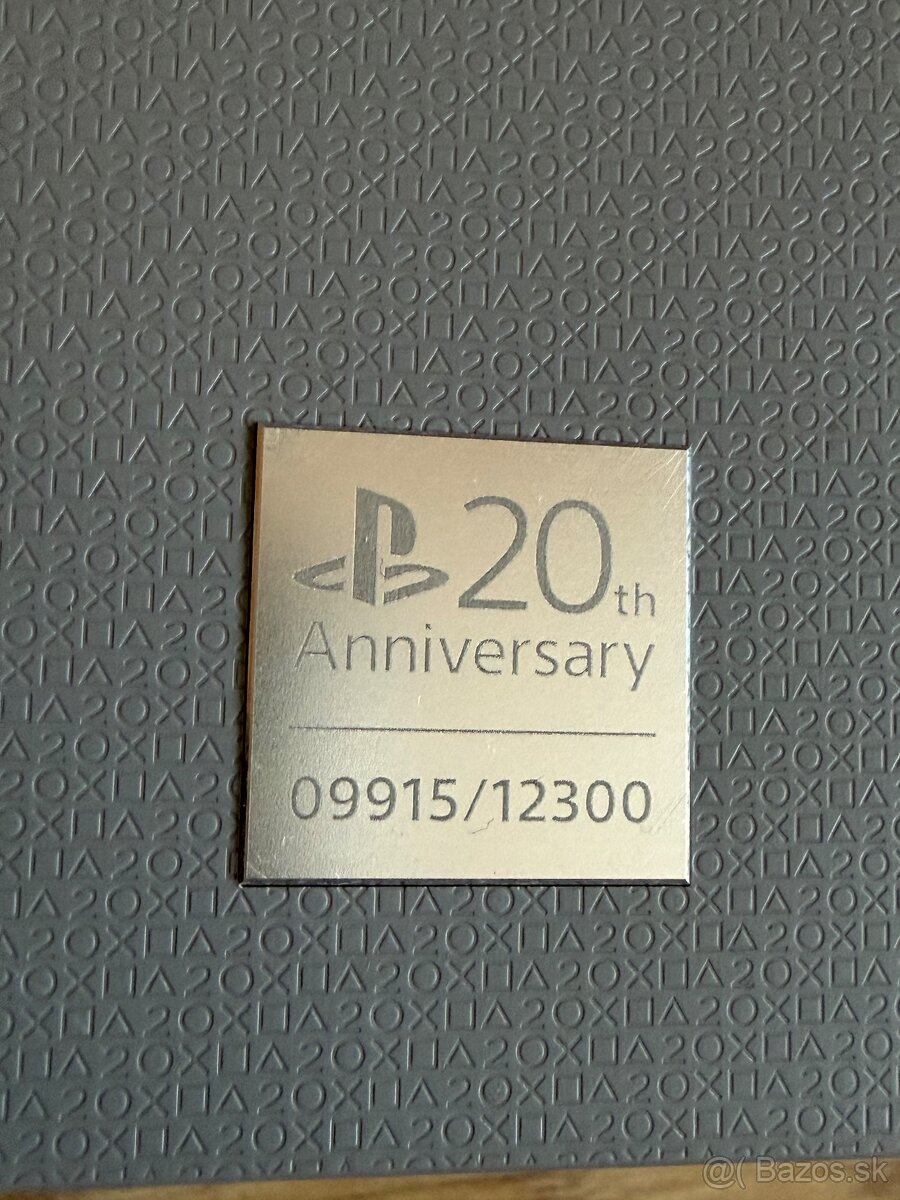 20th
Anniversary
09915/12300
@( Bazos.sk